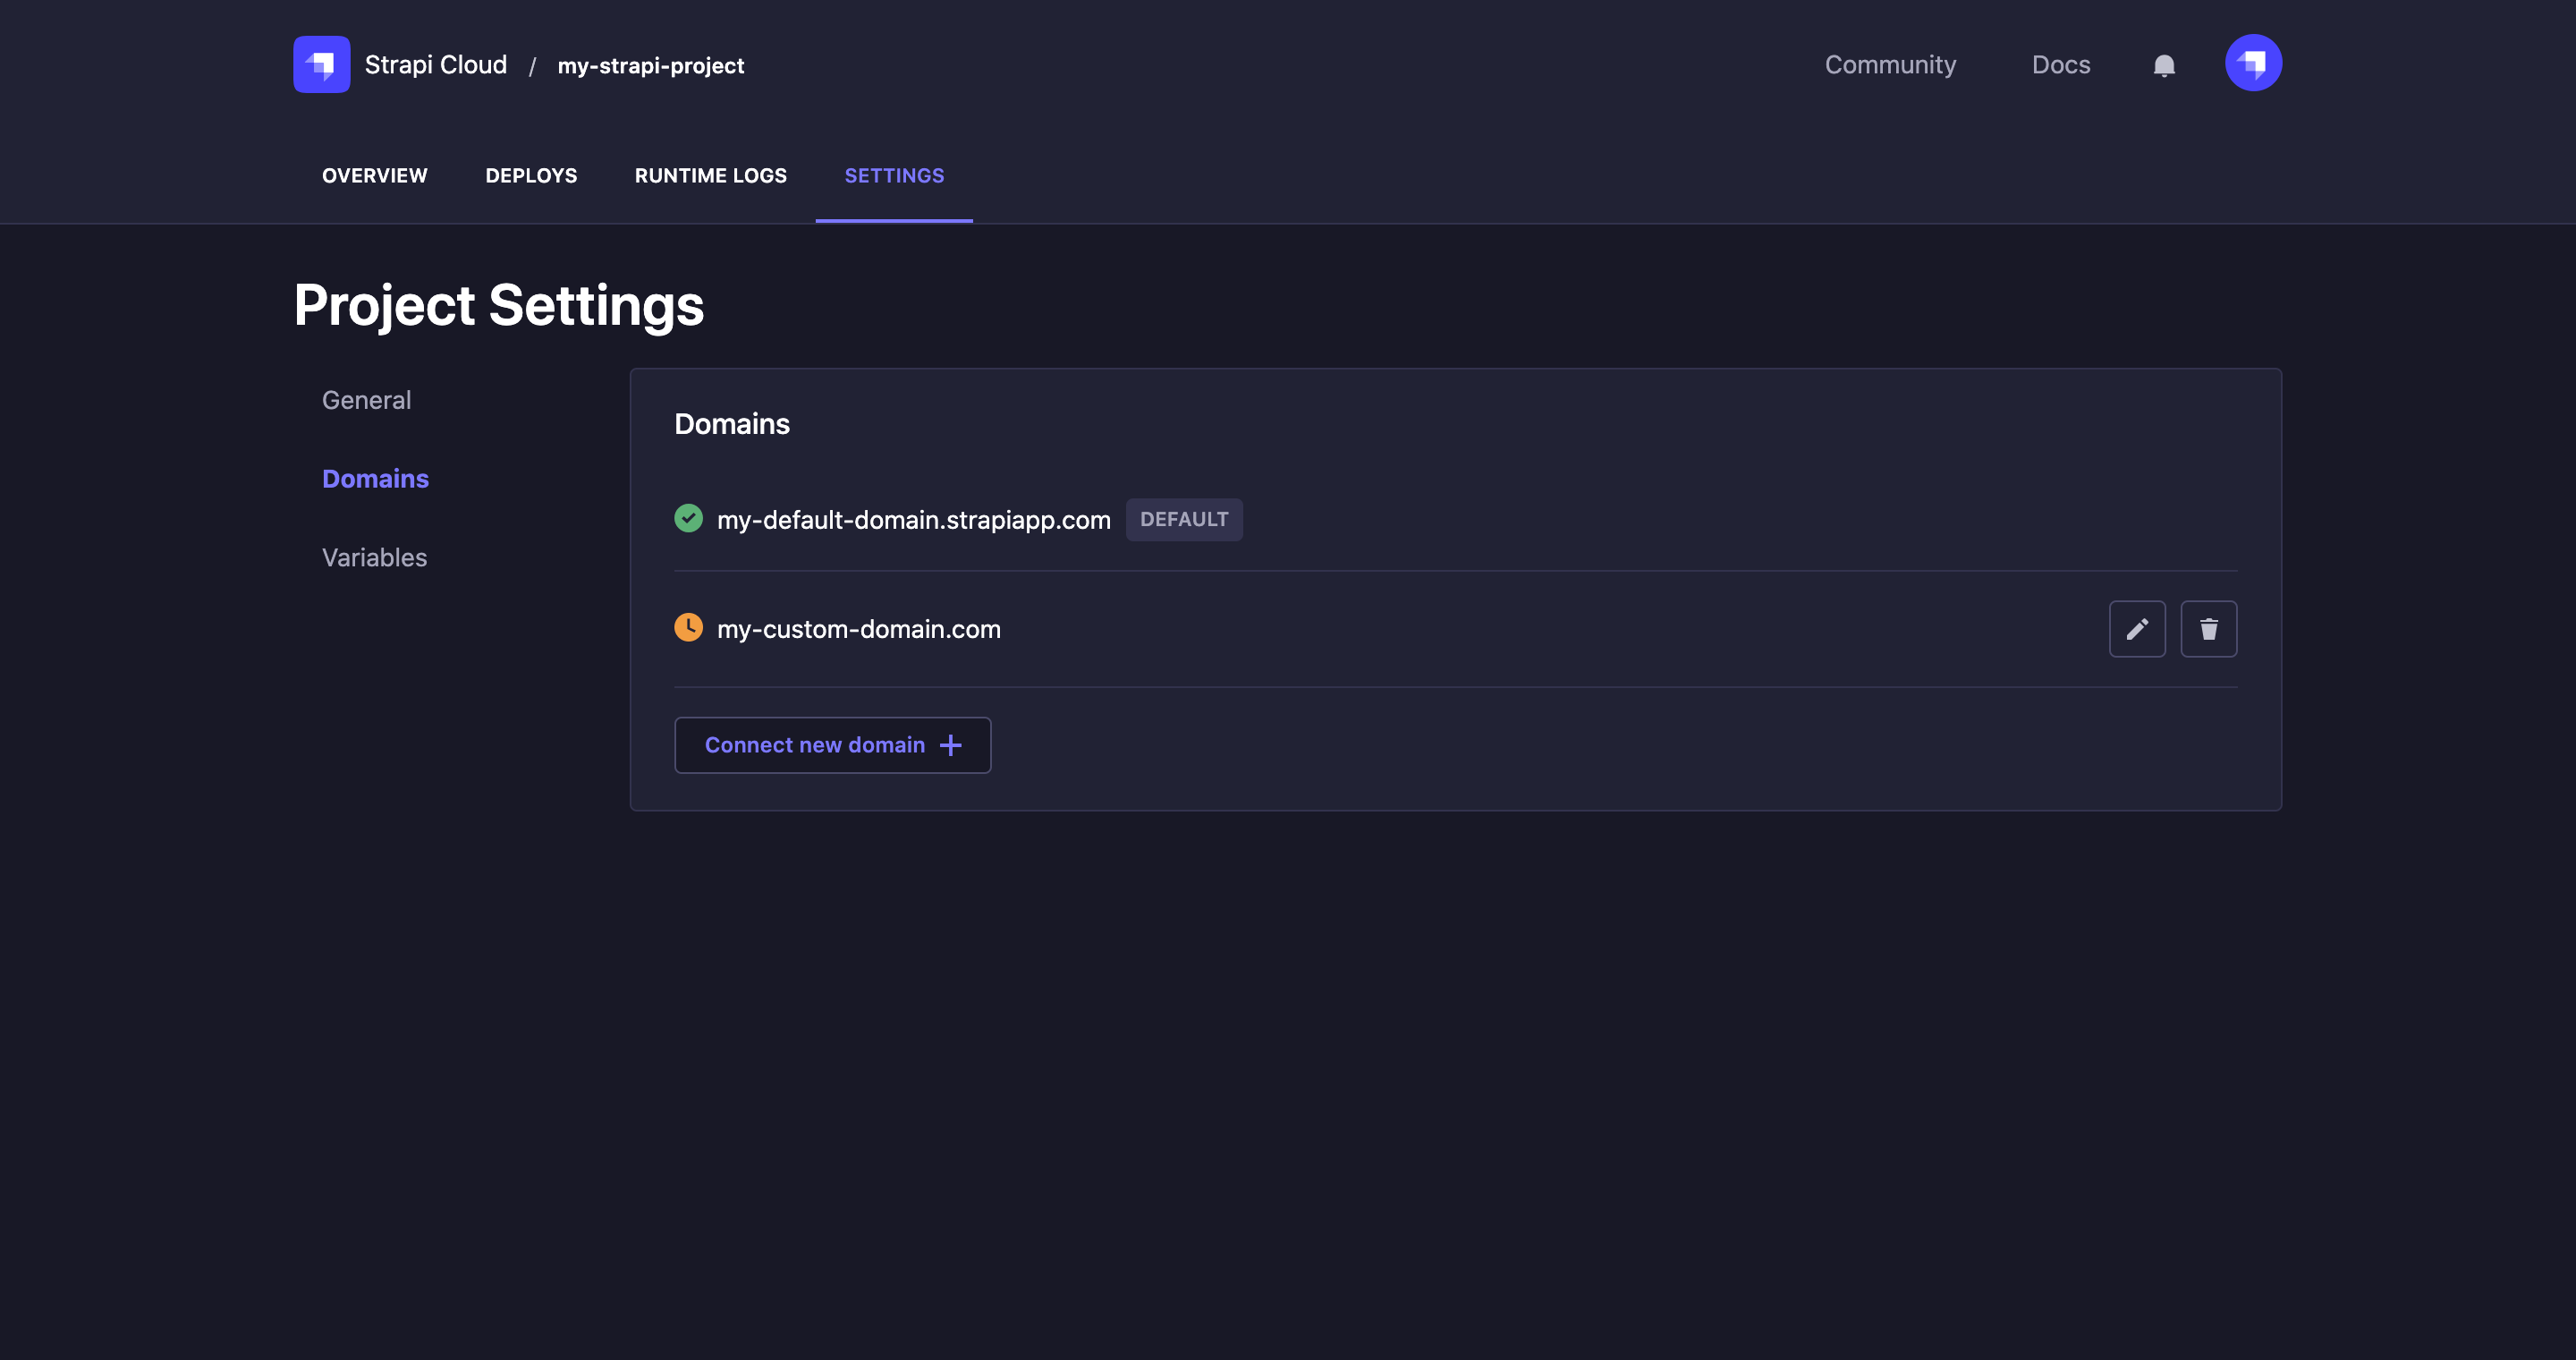 Strapi Cloud / my-strapi-project Community Docs
OVERVIEW DEPLOYS RUNTIME LOGS SETTINGS
Project Settings
General
Domains
Variables
Domains
my-default-domain.strapiapp.com DEFAULT
my-custom-domain.com
Connect new domain